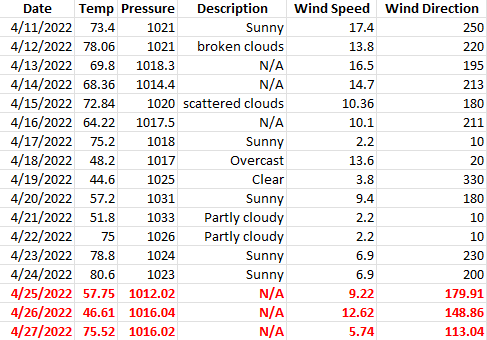 Date Temp Pressure Description Wind Speed Wind Direction
4/11/2022 73.4 1021 Sunny 17.4 250
4/12/2022 78.06 1021 broken clouds 13.8 220
4/13/2022 69.8 1018.3 N/A 16.5 195
4/14/2022 68.36 1014.4 N/A 14.7 213
4/15/2022 72.84 1020 scattered clouds 10.36 180
4/16/2022 64.22 1017.5 N/A 10.1 211
4/17/2022 75.2 1018 Sunny 2.2 10
4/18/2022 48.2 1017 Overcast 13.6 20
4/19/2022 44.6 1025 Clear 3.8 330
4/20/2022 57.2 1031 Sunny 9.4 180
4/21/2022 51.8 1033 Partly cloudy 2.2 10
4/22/2022 75 1026 Partly cloudy 2.2 10
4/23/2022 78.8 1024 Sunny 6.9 230
4/24/2022 80.6 1023 Sunny 6.9 200
4/25/2022 57.75 1012.02 N/A 9.22 179.91
4/26/2022 46.61 1016.04 N/A 12.62 148.86
4/27/2022 75.52 1016.02 N/A 5.74 113.04